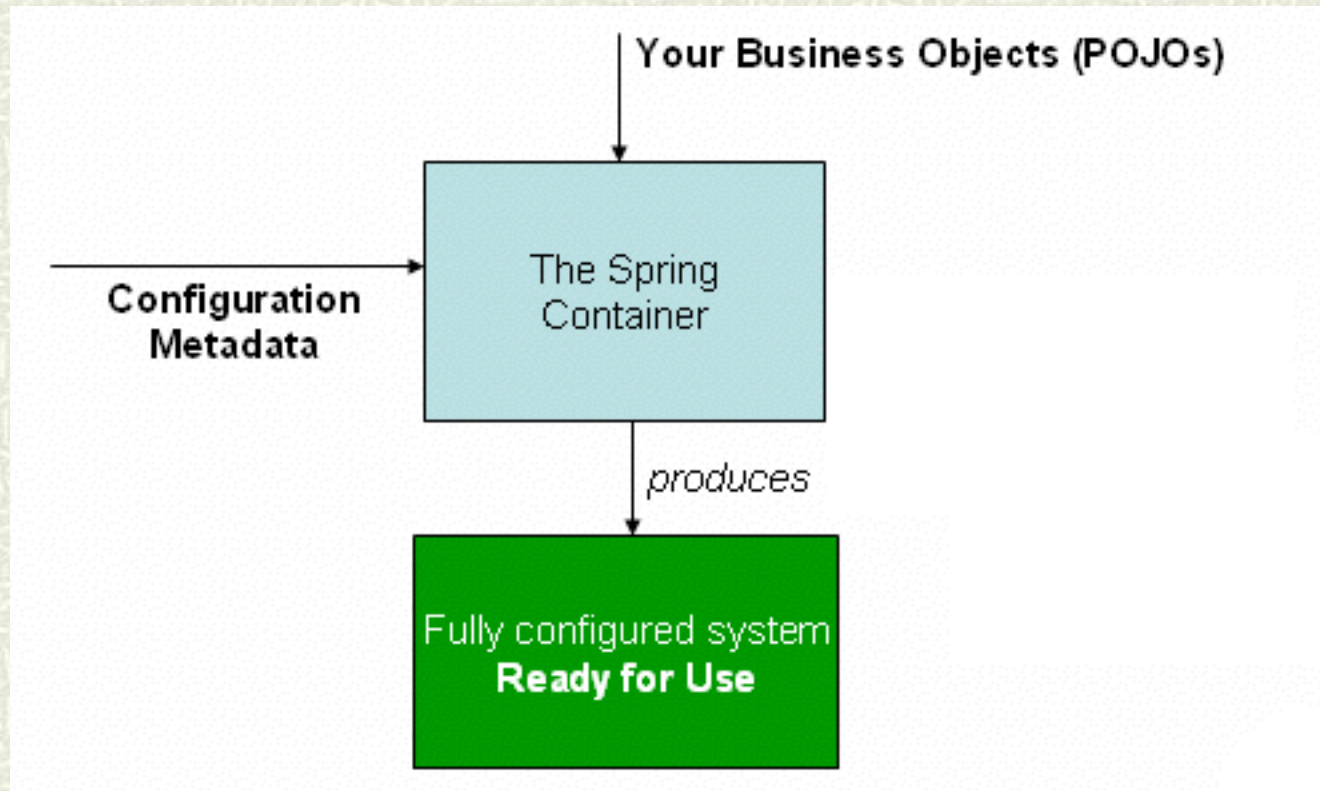 Your Business Objects (POJOs)
The Spring
Container
Configuration
Metadata
produces
Fully configured system
Ready for Use